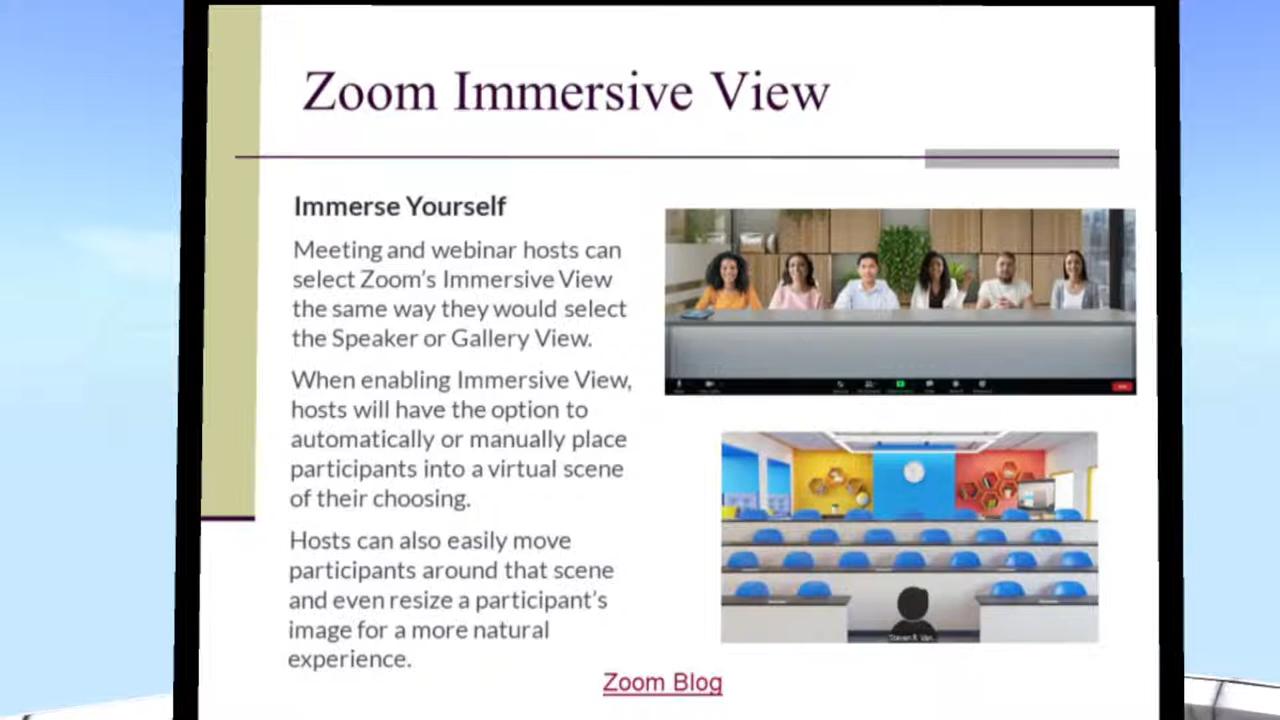 Zoom Immersive View
Immerse Yourself
Meeting and webinar hosts can
select Zoom's Immersive View
the same way they would select
the Speaker or Gallery View.
When enabling Immersive View,
hosts will have the option to
automatically or manually place
participants into a virtual scene
of their choosing.
Hosts can also easily move
participants around that scene
and even resize a participant's
image for a more natural
experience.
Steven R. Van...
Zoom Blog